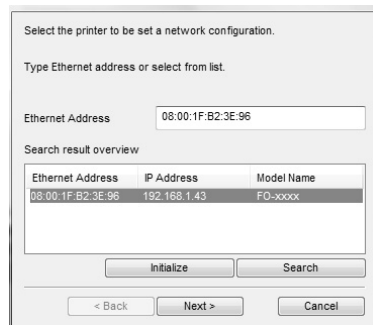 Select the printer to be set a network configuration.
Type Ethernet address or select from list.
Ethernet Address 08:00:1F:B2:3E:96
Search result overview
Ethernet Address IP Address Model Name
08:00:1F:B2:3E:96 192.168.1.43 FO-xxxx
Initialize Search
< Back Next > Cancel